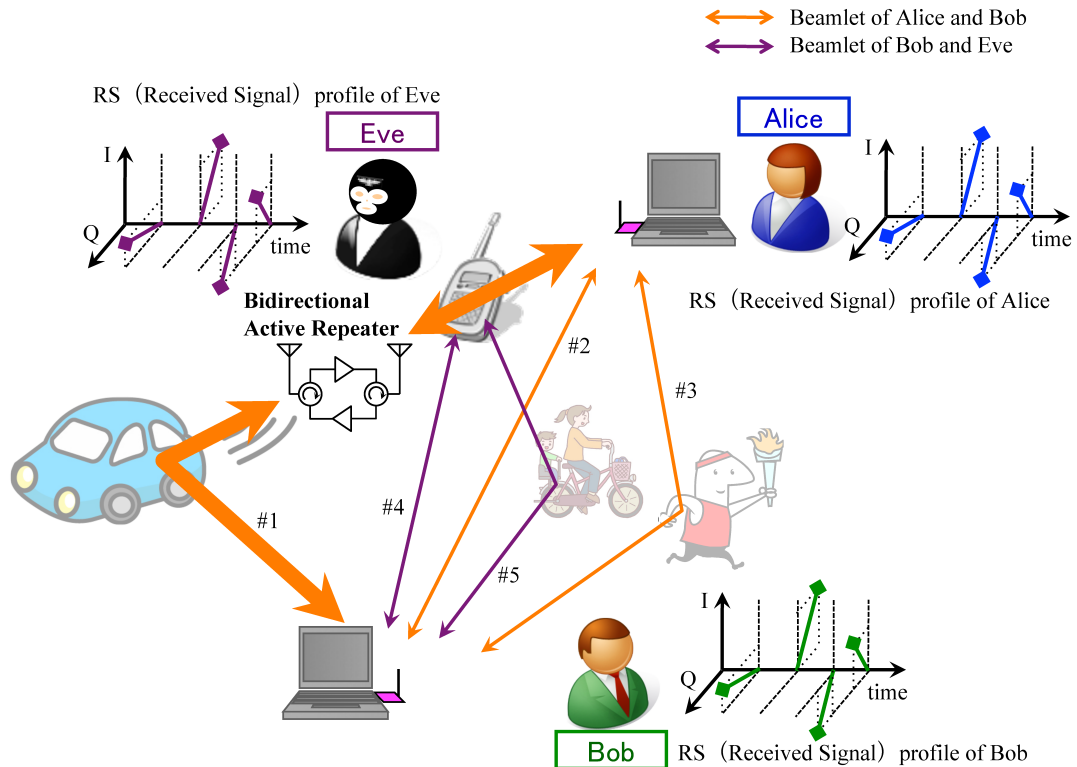 Beamlet of Alice and Bob
Beamlet of Bob and Eve
RS（Received Signal）profile of Eve
Eve
Alice
I
Q
time
I
Q
time
RS（Received Signal）profile of Alice
Bidirectional
Active Repeater
#2
#3
#1
#4
#5
I
Q
time
Bob
RS（Received Signal）profile of Bob